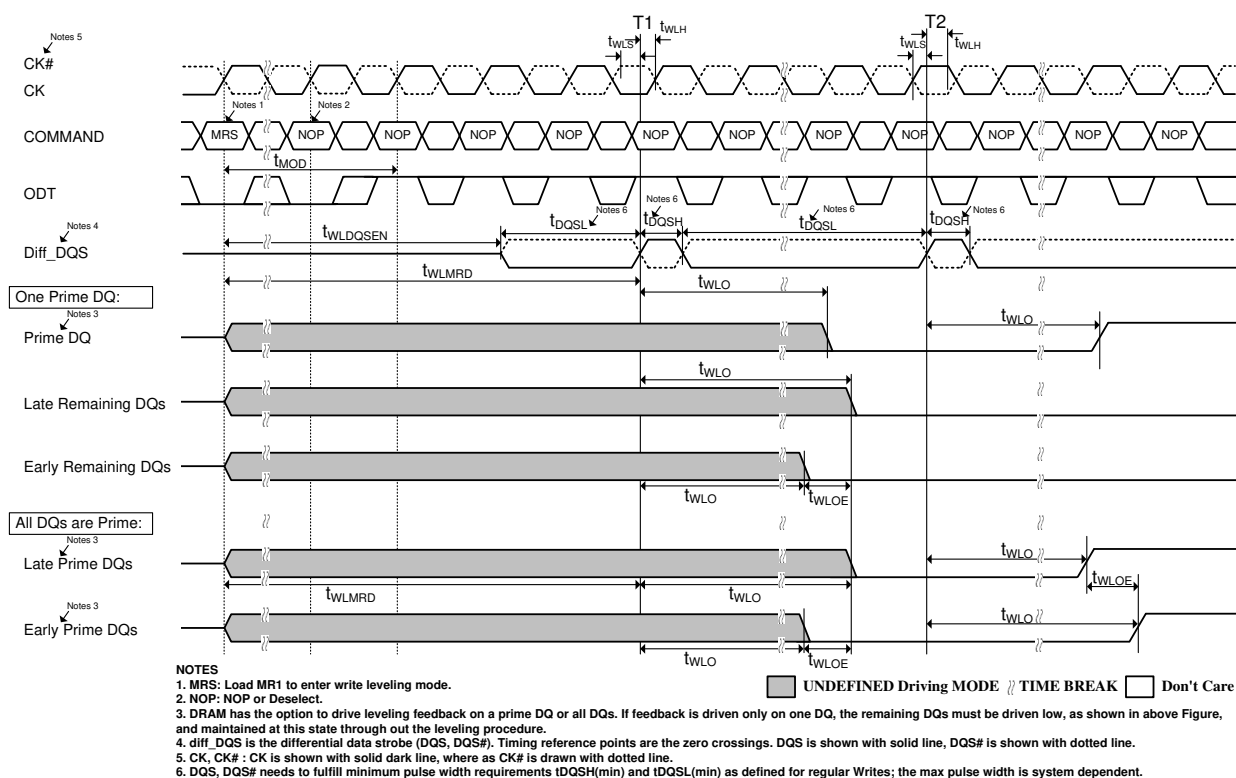 T1
T2
tWLS
tWLH
tWLS
tWLH
Notes 5
CK#
CK
Notes 1
Notes 2
COMMAND
MRS
NOP
NOP
NOP
NOP
NOP
NOP
NOP
NOP
NOP
NOP
NOP
tMOD
ODT
Notes 6
Notes 6
Notes 6
Notes 6
tDQSL
tDQSH
tDQSL
tDQSH
Notes 4
Diff_DQS
tWLDQSEN
tWLMRD
tWLO
One Prime DQ:
Notes 3
Prime DQ
tWLO
tWLO
Late Remaining DQs
Early Remaining DQs
tWLO
tWLOE
All DQs are Prime:
Notes 3
Late Prime DQs
tWLO
tWLMRD
tWLO
tWLOE
Notes 3
Early Prime DQs
tWLO
tWLO
tWLOE
NOTES
1. MRS: Load MR1 to enter write leveling mode.
2. NOP: NOP or Deselect.
UNDEFINED Driving MODE
TIME BREAK
Don't Care
3. DRAM has the option to drive leveling feedback on a prime DQ or all DQs. If feedback is driven only on one DQ, the remaining DQs must be driven low, as shown in above Figure,
and maintained at this state through out the leveling procedure.
4. diff_DQS is the differential data strobe (DQS, DQS#). Timing reference points are the zero crossings. DQS is shown with solid line, DQS# is shown with dotted line.
5. CK, CK# : CK is shown with solid dark line, where as CK# is drawn with dotted line.
6. DQS, DQS# needs to fulfill minimum pulse width requirements tDQSH(min) and tDQSL(min) as defined for regular Writes; the max pulse width is system dependent.